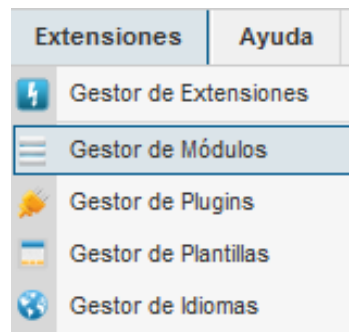 Extensiones Ayuda
Gestor de Extensiones
Gestor de Módulos
Gestor de Plugins
Gestor de Plantillas
Gestor de Idiomas